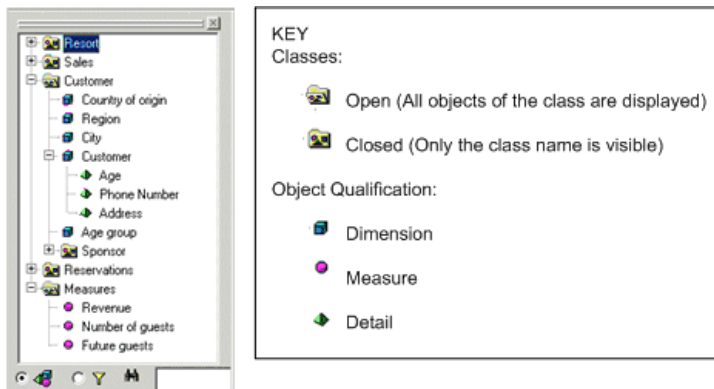 Resort
Sales
Customer
Country of origin
Region
City
Customer
Age
Phone Number
Address
Age group
Sponsor
Reservations
Measures
Revenue
Number of guests
Future guests
KEY
Classes:
Open (All objects of the class are displayed)
Closed (Only the class name is visible)
Object Qualification:
Dimension
Measure
Detail